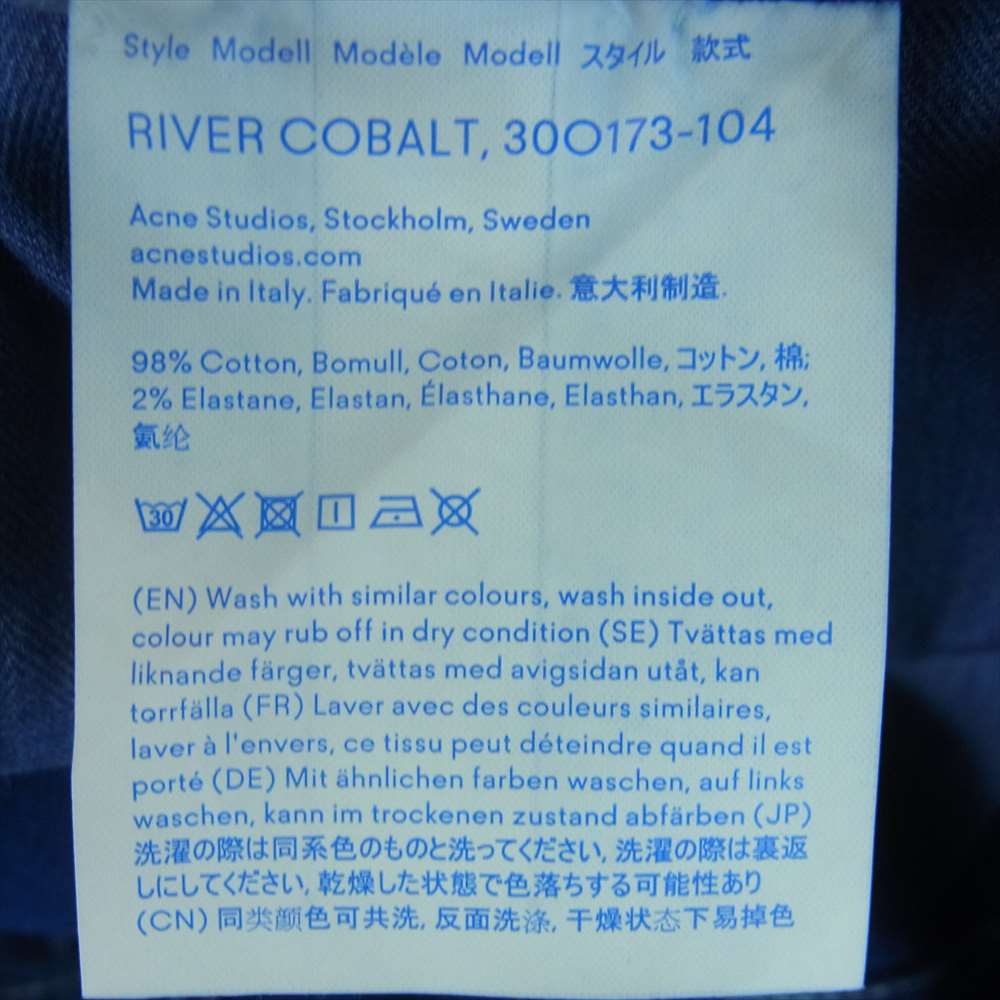 Style Modell Modèle Modell スタイル 款式
RIVER COBALT, 30O173-104
Acne Studios, Stockholm, Sweden
acnestudios.com
Made in Italy. Fabriqué en Italie. 意大利制造.
98% Cotton, Bomull, Coton, Baumwolle, コットン, 棉;
2% Elastane, Elastan, Élasthane, Elasthan, エラスタン,
氨纶
30
(EN) Wash with similar colours, wash inside out,
colour may rub off in dry condition (SE) Tvättas med
liknande färger, tvättas med avigsidan utåt, kan
torrfälla (FR) Laver avec des couleurs similaires,
laver à l'envers, ce tissu peut déteindre quand il est
porté (DE) Mit ähnlichen farben waschen, auf links
waschen, kann im trockenen zustand abfärben (JP)
洗濯の際は同系色のものと洗ってください, 洗濯の際は裏返
しにしてください, 乾燥した状態で色落ちする可能性あり
(CN) 同类颜色可共洗, 反面洗涤, 干燥状态下易掉色